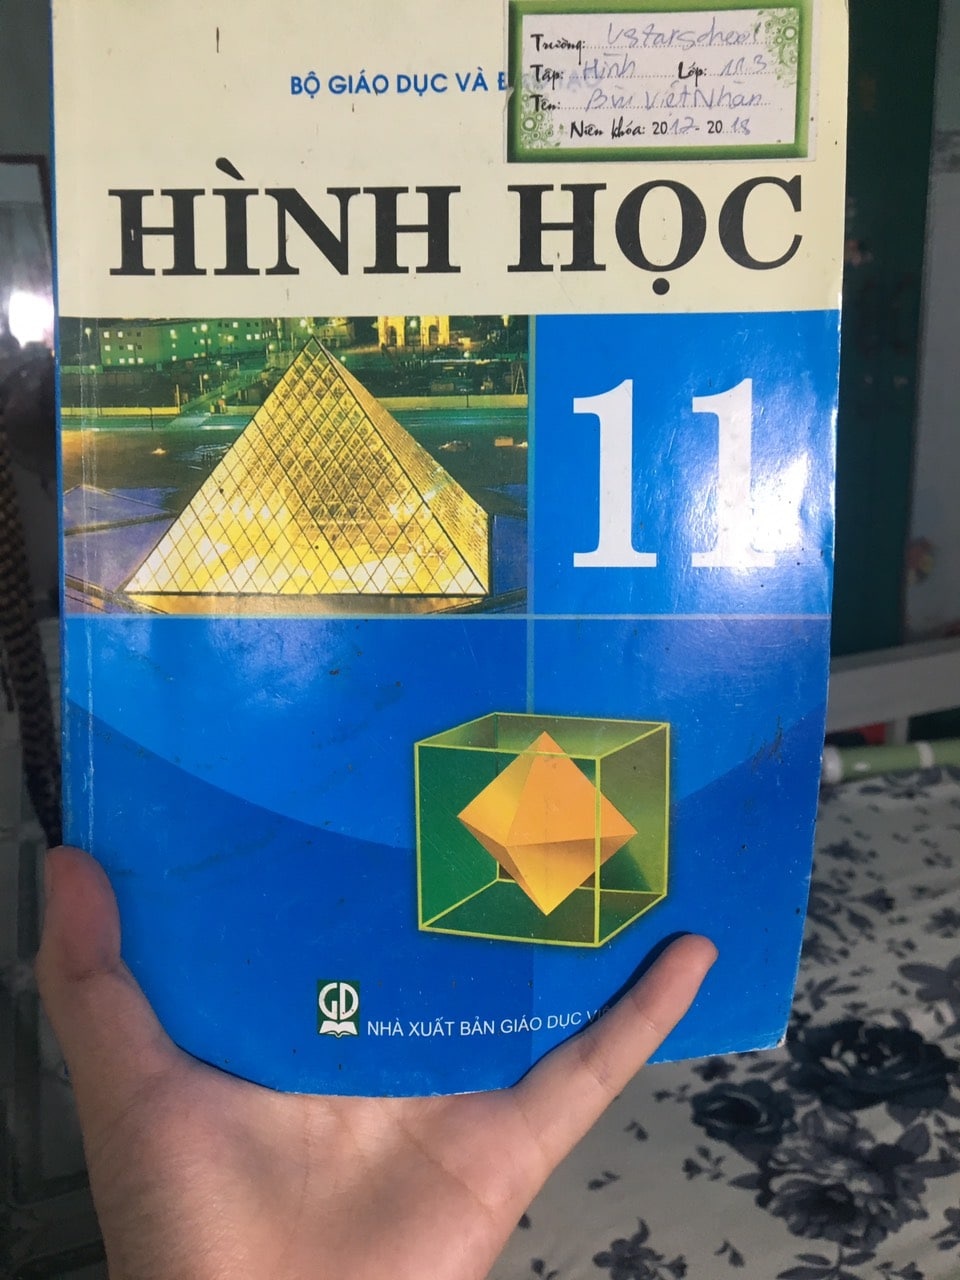 Trường: Vstarschool
Tập: Hình Lớp: 11.3
Tên: Bùi Việt Nhân
Niên khóa: 2017- 2018
BỘ GIÁO DỤC VÀ Đ
HÌNH HỌC
11
GD
NHÀ XUẤT BẢN GIÁO DỤC VI